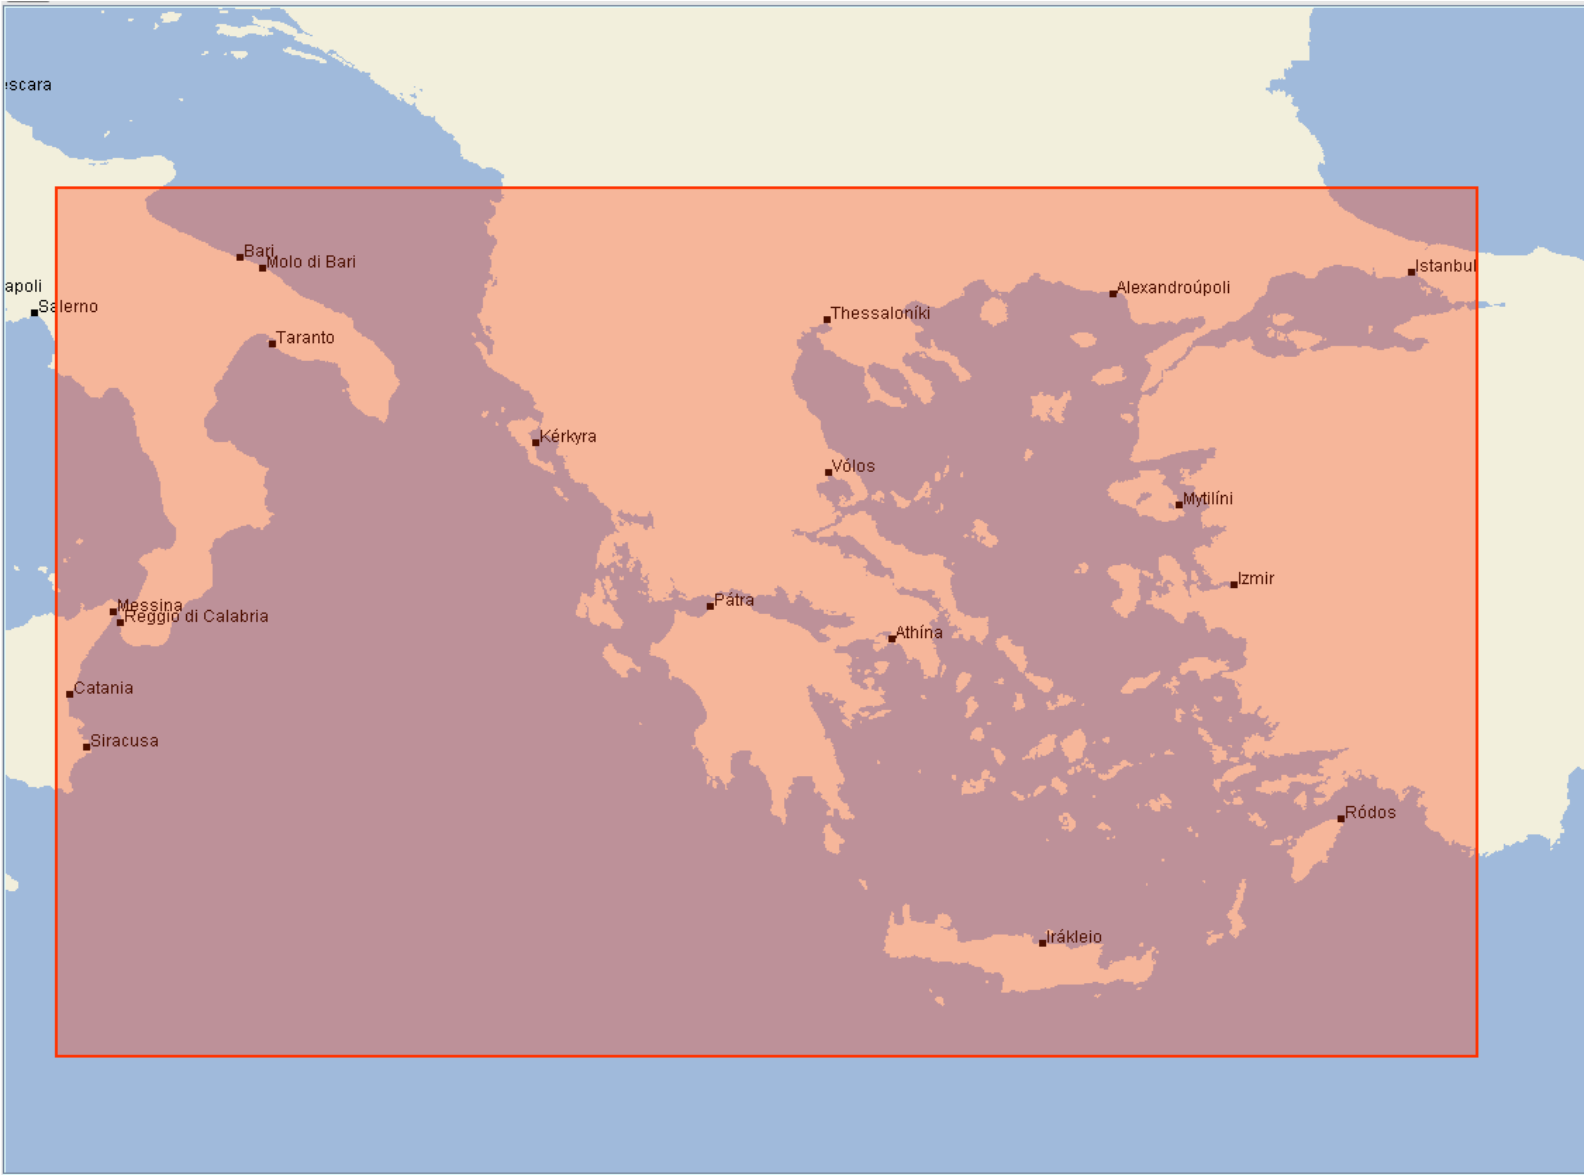 escara
Bari
Molo di Bari
Istanbul
apoli
Alexandroúpoli
Salerno
Thessaloníki
Taranto
Kérkyra
Vólos
Mytilíni
Izmir
Messina
Pátra
Reggio di Calabria
Athína
Catania
Siracusa
Ródos
Irákleio